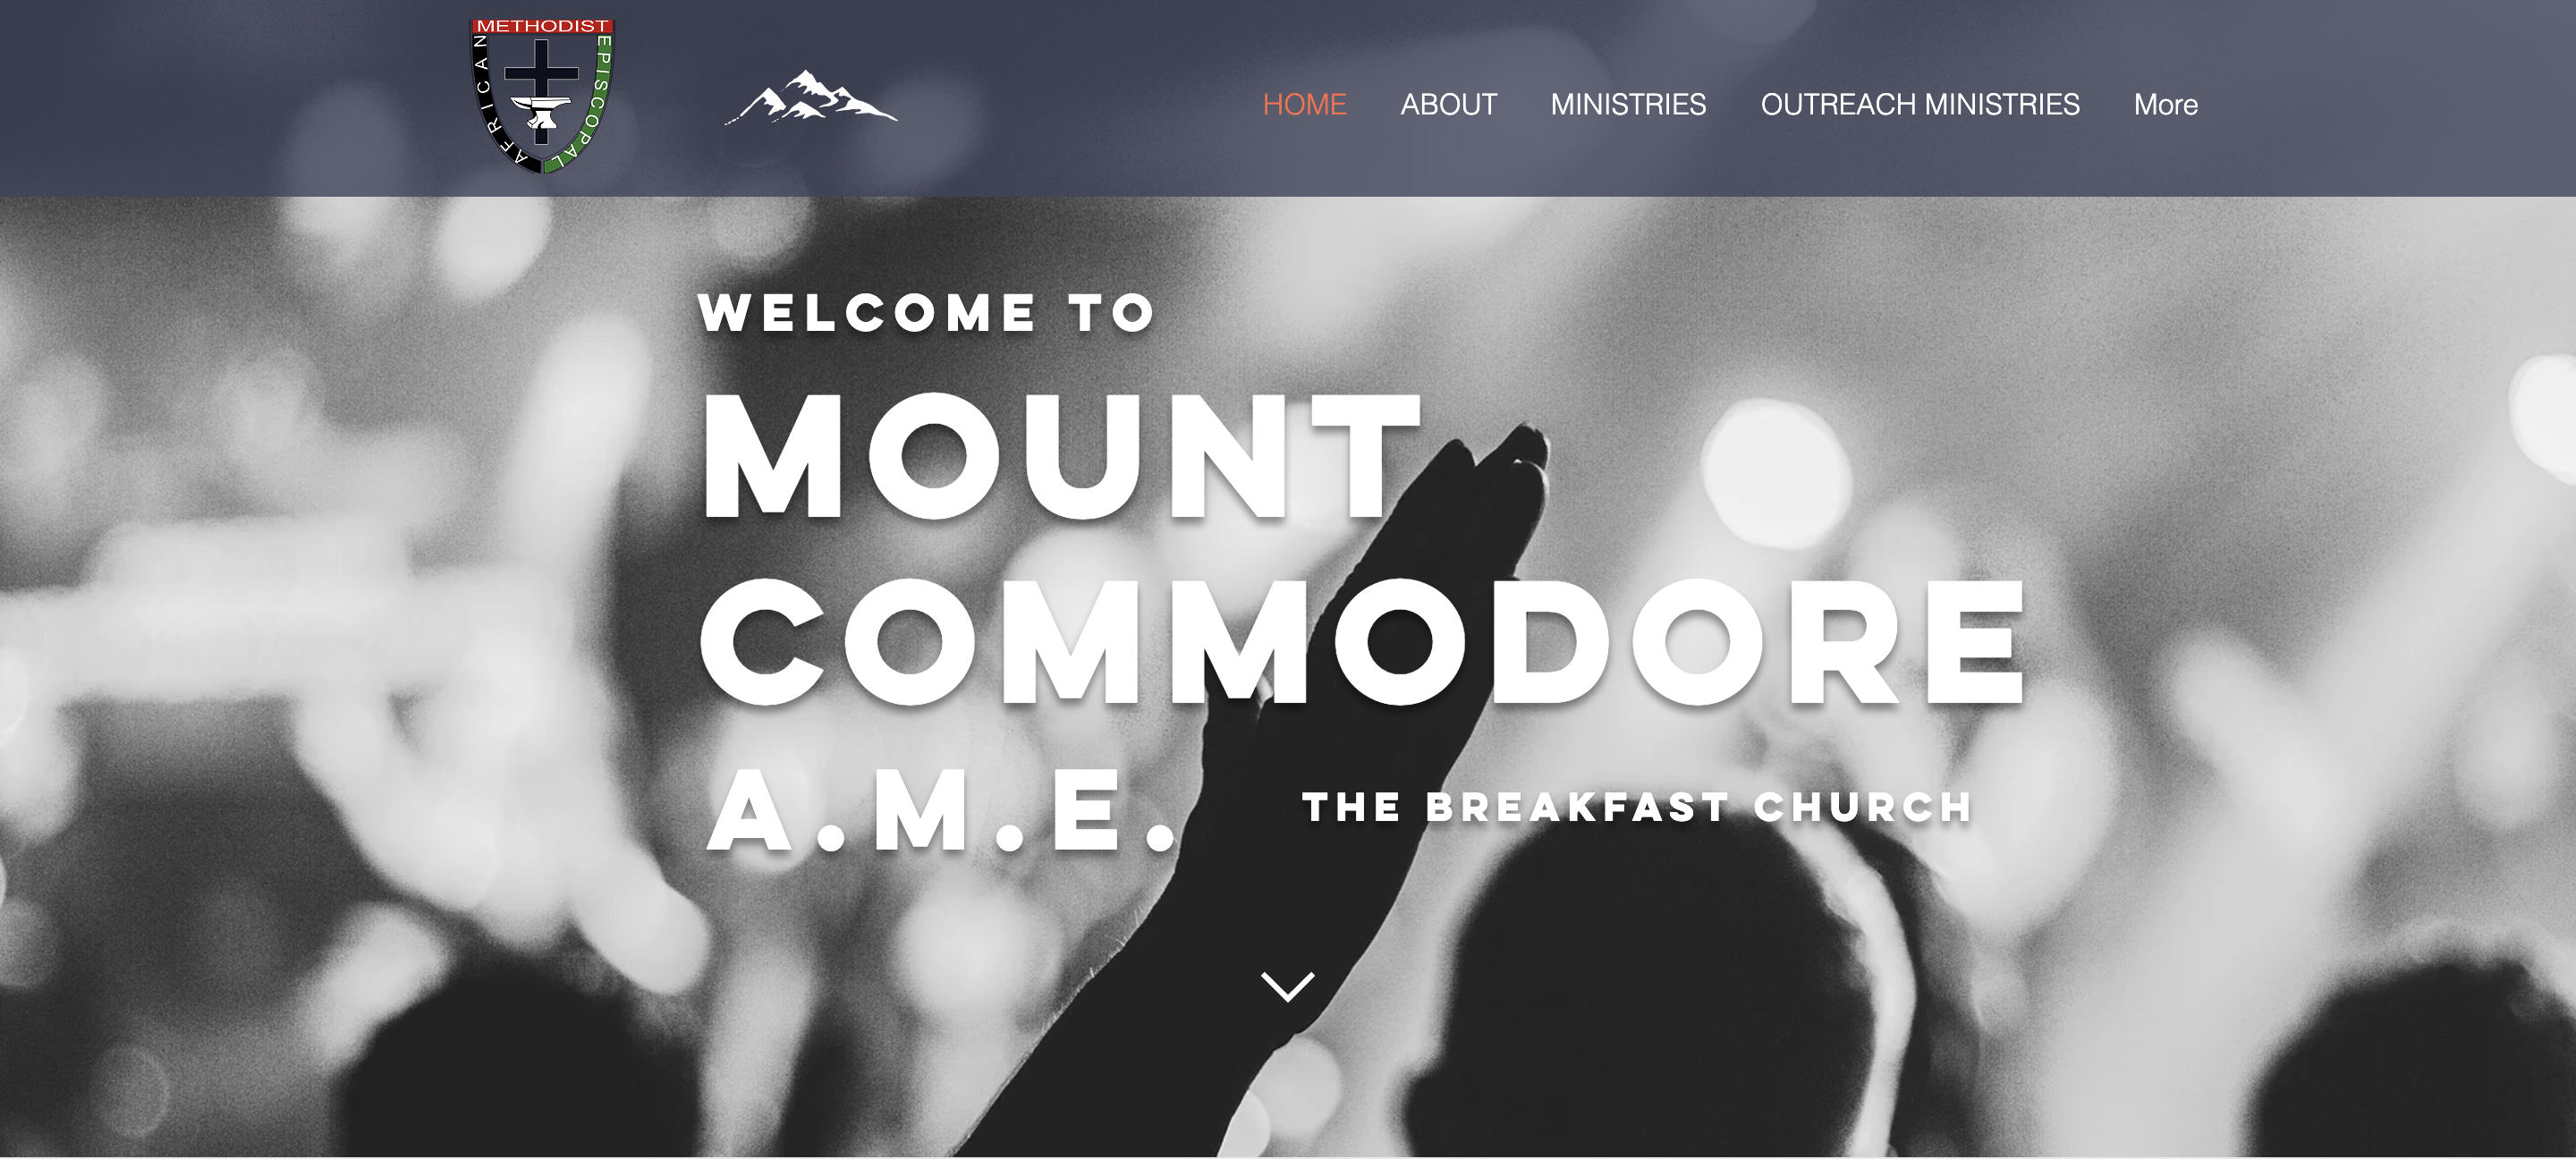 AFRICAN METHODIST EPISCOPAL
HOME ABOUT MINISTRIES OUTREACH MINISTRIES More
WELCOME TO
MOUNT
COMMODORE
A.M.E. THE BREAKFAST CHURCH